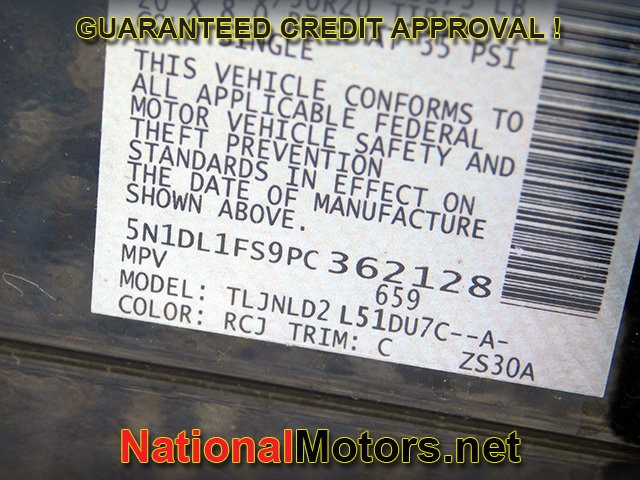 GUARANTEED CREDIT APPROVAL !
SINGLE 35 PSI
THIS VEHICLE CONFORMS TO
ALL APPLICABLE FEDERAL
MOTOR VEHICLE SAFETY AND
THEFT PREVENTION
STANDARDS IN EFFECT ON
THE DATE OF MANUFACTURE
SHOWN ABOVE.
5N1DL1FS9PC 362128
MPV 659
MODEL: TLJNLD2 L51DU7C--A-
COLOR: RCJ TRIM: C ZS30A
NationalMotors.net